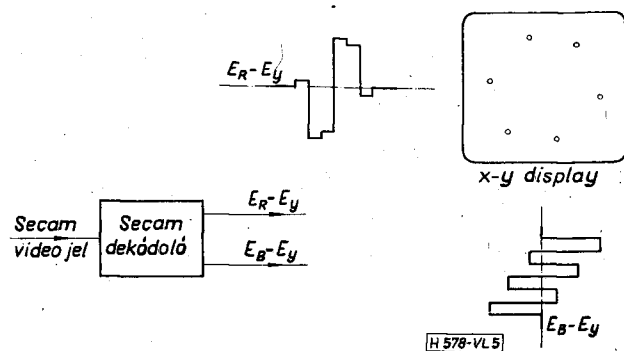 E_R-E_y
x-y display
Secam
video jel
Secam
dekódoló
E_R-E_y
E_B-E_y
E_B-E_y
H 578-VL5